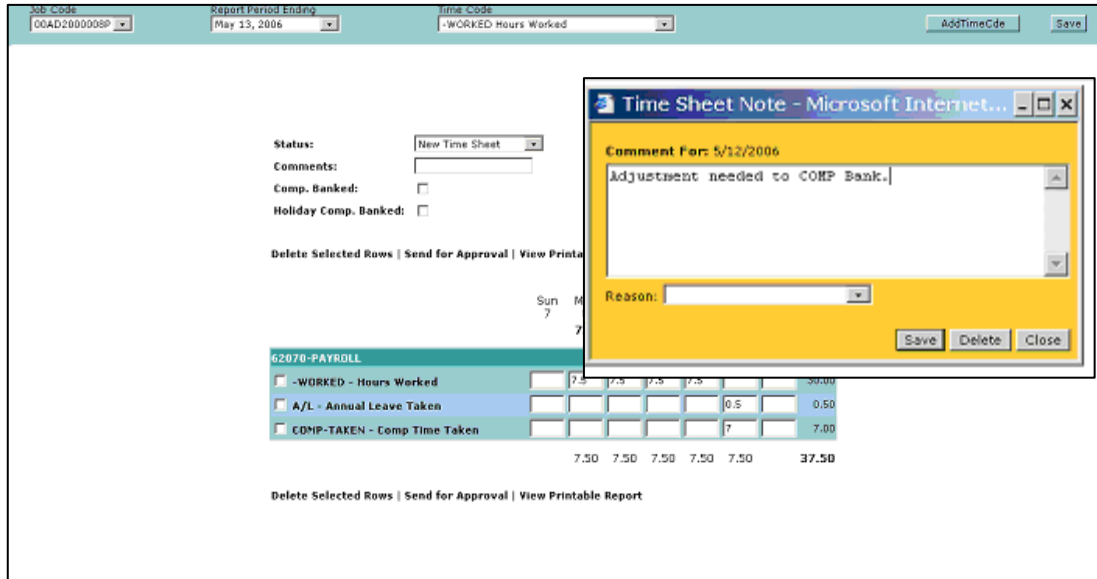 Job Code Report Period Ending Time Code
00AD2000008P May 13, 2006 -WORKED Hours Worked AddTimeCde Save
Time Sheet Note - Microsoft Internet...
Comment For: 5/12/2006
Adjustment needed to COMP Bank.
Reason:
Save Delete Close
Status: New Time Sheet
Comments:
Comp. Banked:
Holiday Comp. Banked:
Delete Selected Rows | Send for Approval | View Printa
Sun M
7
7
62070-PAYROLL
-WORKED - Hours Worked 7.5 7.5 7.5 7.5 30.00
A/L - Annual Leave Taken 0.5 0.50
COMP-TAKEN - Comp Time Taken 7 7.00
7.50 7.50 7.50 7.50 7.50 37.50
Delete Selected Rows | Send for Approval | View Printable Report